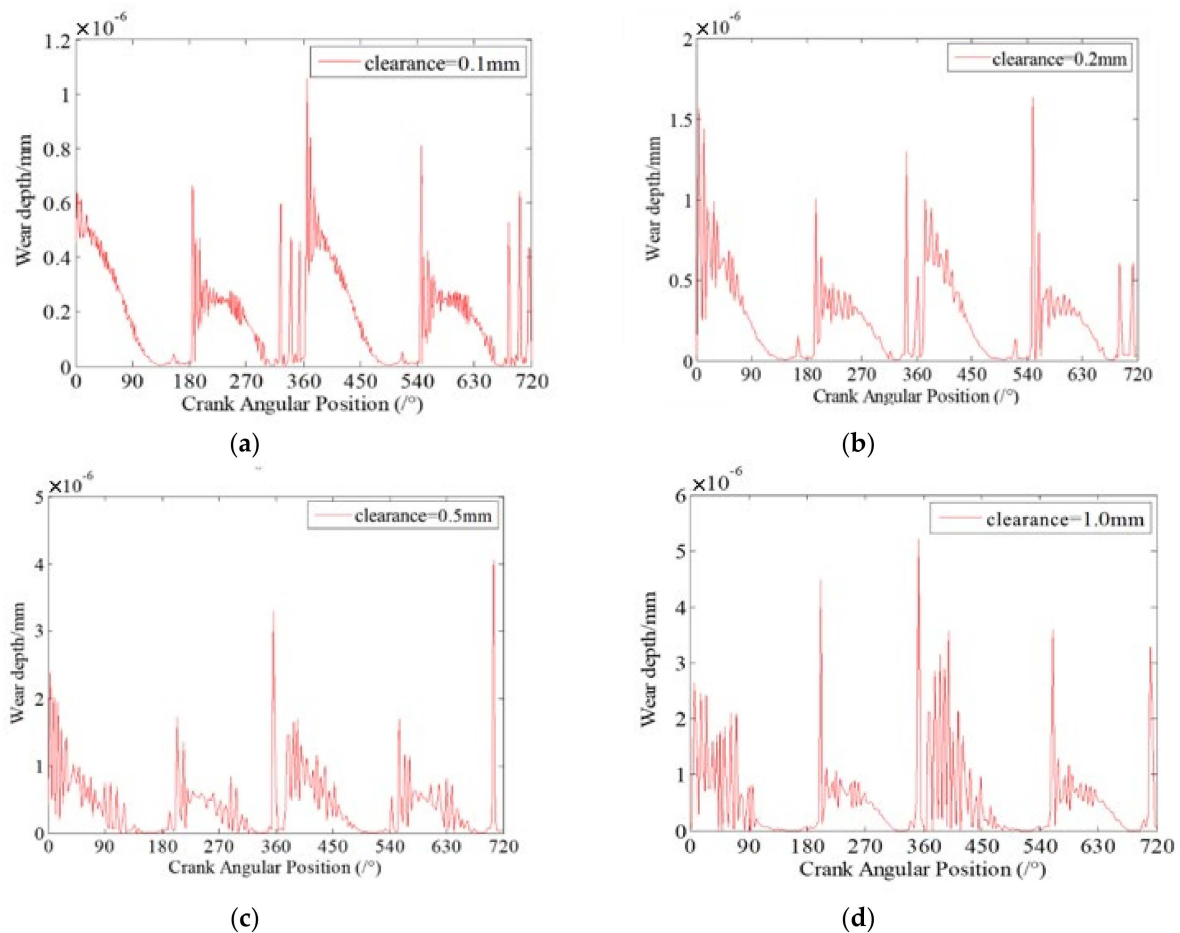 ×10⁻⁶
1.2
1
0.8
0.6
0.4
0.2
0
Wear depth/mm
clearance=0.1mm
0 90 180 270 360 450 540 630 720
Crank Angular Position (/°)
(a)
×10⁻⁶
2
1.5
1
0.5
0
Wear depth/mm
clearance=0.2mm
0 90 180 270 360 450 540 630 720
Crank Angular Position (/°)
(b)
×10⁻⁶
5
4
3
2
1
0
Wear depth/mm
clearance=0.5mm
0 90 180 270 360 450 540 630 720
Crank Angular Position (/°)
(c)
×10⁻⁶
6
5
4
3
2
1
0
Wear depth/mm
clearance=1.0mm
0 90 180 270 360 450 540 630 720
Crank Angular Position (/°)
(d)